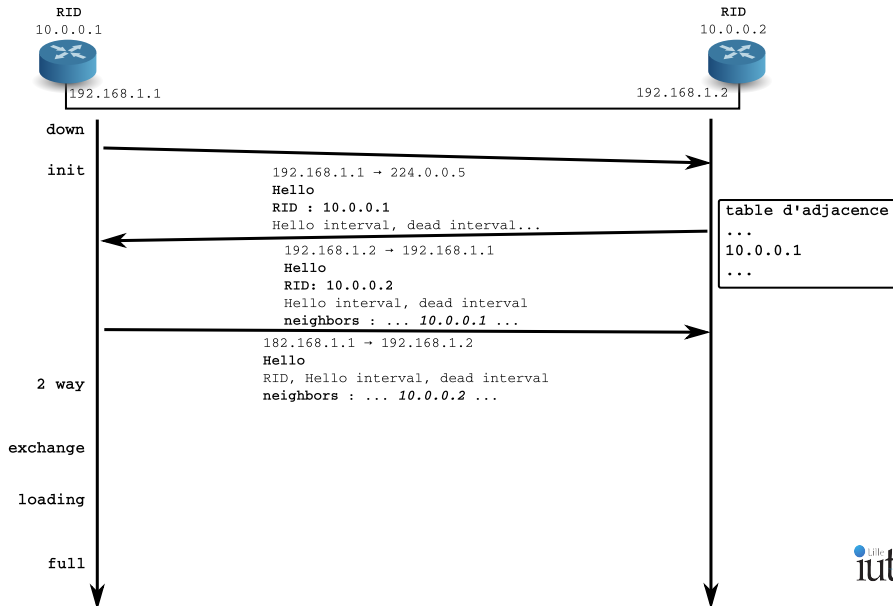 RID
10.0.0.1
RID
10.0.0.2
192.168.1.1
192.168.1.2
down
init
192.168.1.1 → 224.0.0.5
Hello
RID : 10.0.0.1
Hello interval, dead interval...
table d'adjacence
...
10.0.0.1
...
192.168.1.2 → 192.168.1.1
Hello
RID: 10.0.0.2
Hello interval, dead interval
neighbors : ... 10.0.0.1 ...
182.168.1.1 → 192.168.1.2
Hello
RID, Hello interval, dead interval
neighbors : ... 10.0.0.2 ...
2 way
exchange
loading
full
Lille
iut